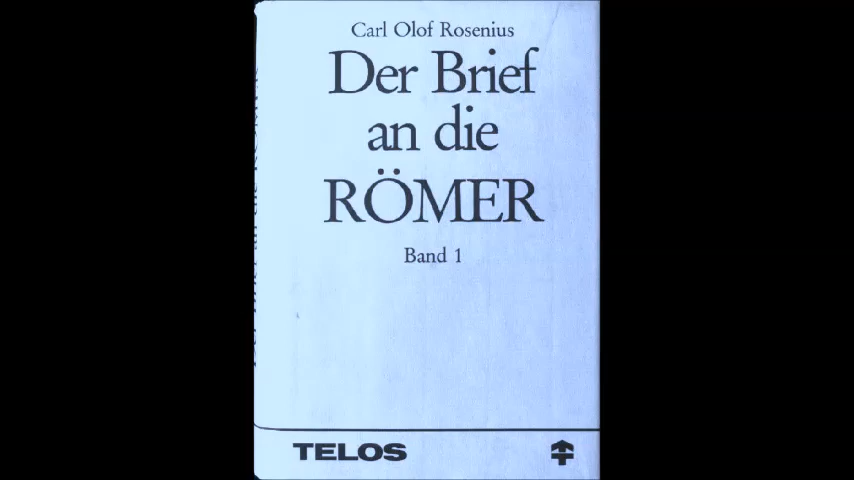 Carl Olof Rosenius
Der Brief
an die
RÖMER
Band 1
TELOS